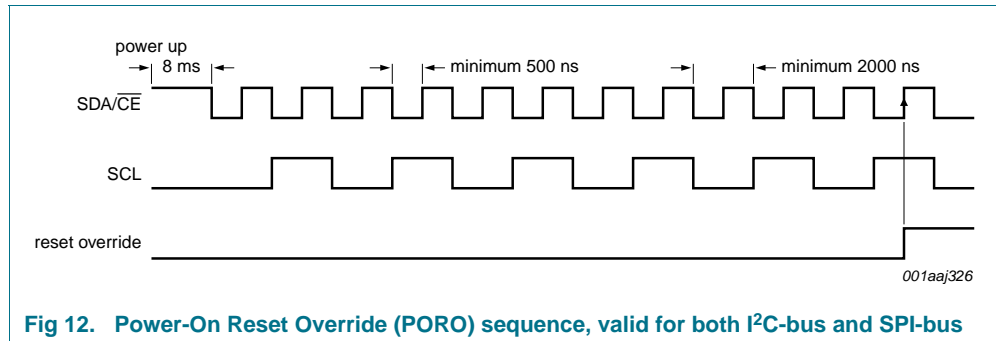 power up
8 ms
minimum 500 ns
minimum 2000 ns
SDA/CE
SCL
reset override
001aaj326
Fig 12. Power-On Reset Override (PORO) sequence, valid for both I²C-bus and SPI-bus